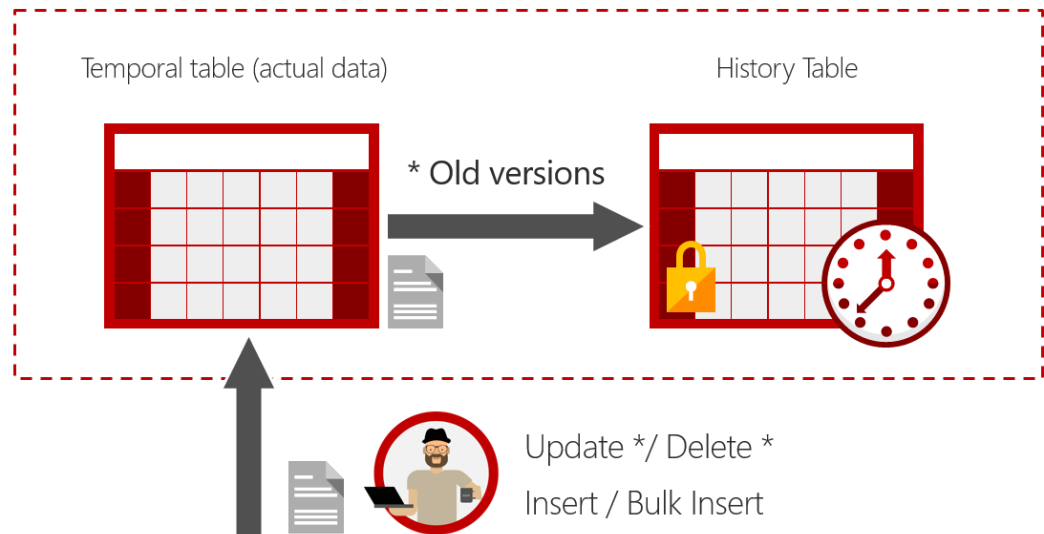 Temporal table (actual data)
History Table
* Old versions
Update */ Delete *
Insert / Bulk Insert